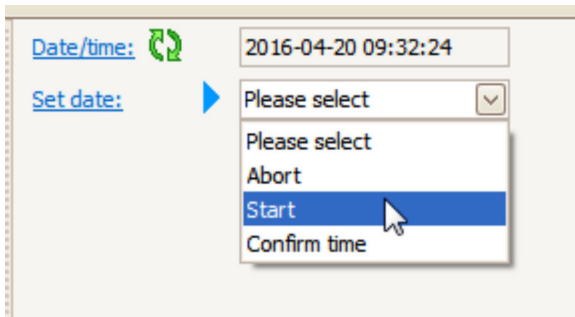 Date/time: 2016-04-20 09:32:24
Set date: Please select
Please select
Abort
Start
Confirm time